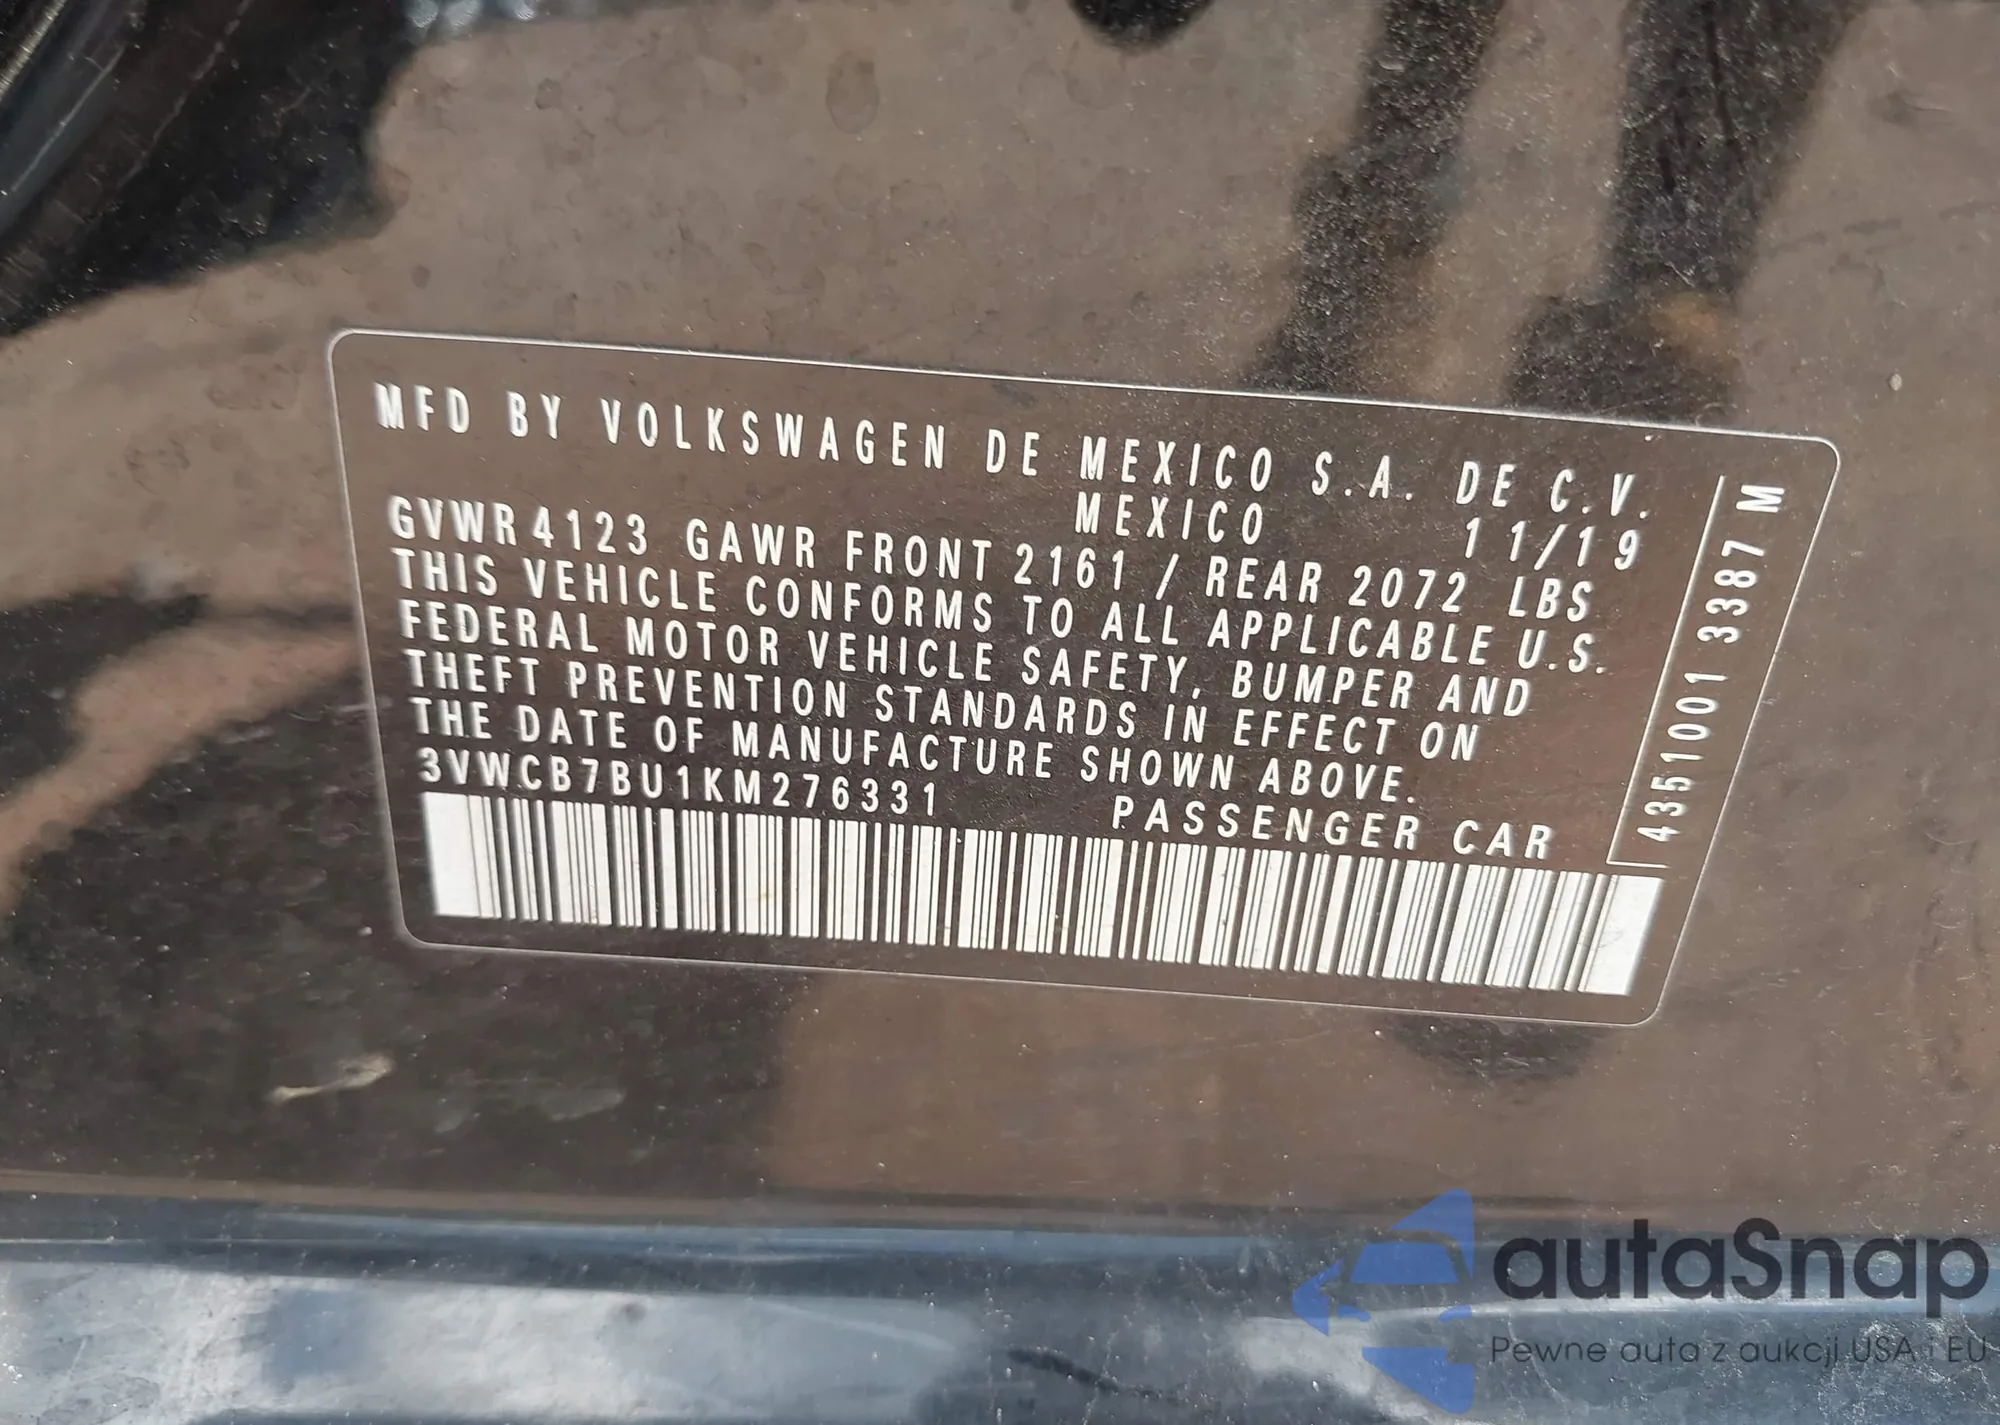 MFD BY VOLKSWAGEN DE MEXICO S.A. DE C.V.
MEXICO 11/19
GVWR 4123 GAWR FRONT 2161 / REAR 2072 LBS
THIS VEHICLE CONFORMS TO ALL APPLICABLE U.S.
FEDERAL MOTOR VEHICLE SAFETY, BUMPER AND
THEFT PREVENTION STANDARDS IN EFFECT ON
THE DATE OF MANUFACTURE SHOWN ABOVE.
3VWCB7BU1KM276331 PASSENGER CAR
4351001 3387 M
autaSnap
Pewne auta z aukcji USA i EU